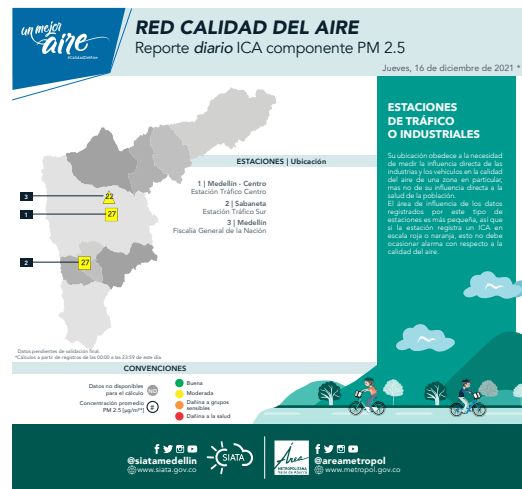 un mejor
aire
#CalidadDelAire
RED CALIDAD DEL AIRE
Reporte diario ICA componente PM 2.5
Jueves, 16 de diciembre de 2021 *
ESTACIONES | Ubicación
1 | Medellín - Centro
Estación Tráfico Centro
2 | Sabaneta
Estación Tráfico Sur
3 | Medellín
Fiscalía General de la Nación
3
22
1
27
2
27
Datos pendientes de validación final.
*Cálculos a partir de registros de las 00:00 a las 23:59 de este día.
ESTACIONES
DE TRÁFICO
O INDUSTRIALES
Su ubicación obedece a la necesidad
de medir la influencia directa de las
industrias y los vehículos en la calidad
del aire de una zona en particular,
mas no de su influencia directa a la
salud de la población.
El área de influencia de los datos
registrados por este tipo de
estaciones es más pequeña, así que
si la estación registra un ICA en
escala roja o naranja, esto no debe
ocasionar alarma con respecto a la
calidad del aire.
CONVENCIONES
Datos no disponibles
para el cálculo
ND
Concentración promedio
PM 2.5 [µg/m³*]
#
Buena
Moderada
Dañina a grupos
sensibles
Dañina a la salud
@siatamedellin
www.siata.gov.co
SIATA
Área
METROPOLITANA
Valle de Aburrá
@areametropol
www.metropol.gov.co